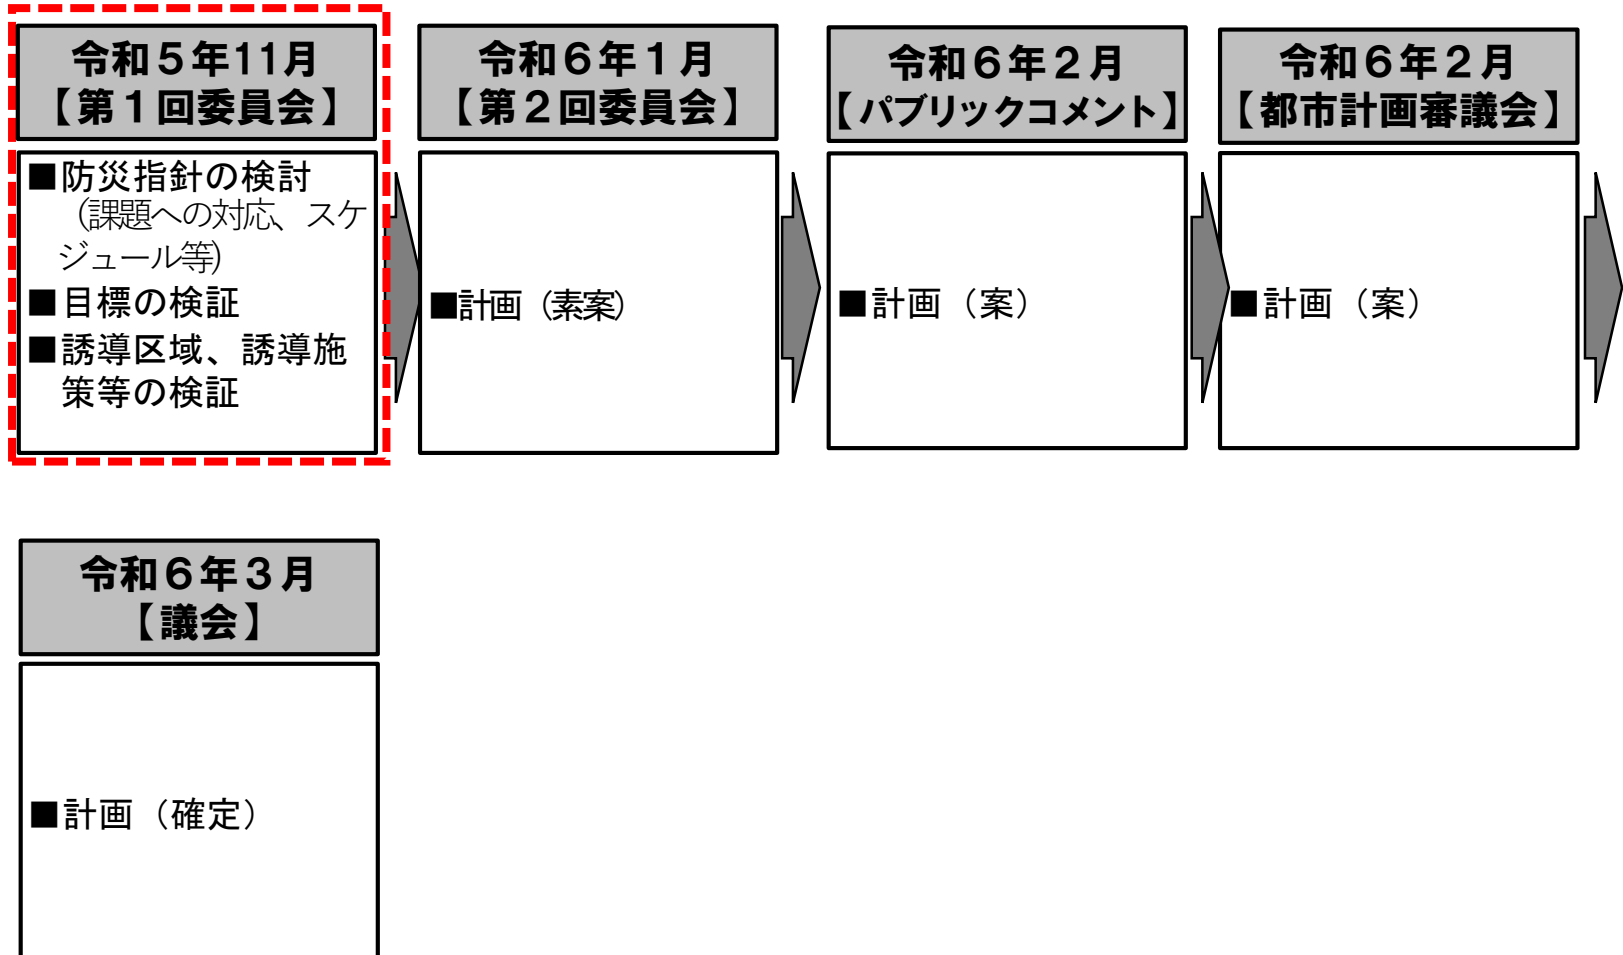 令和５年11月
【第１回委員会】
■防災指針の検討
（課題への対応、スケ
ジュール等）
■目標の検証
■誘導区域、誘導施
策等の検証
令和６年１月
【第２回委員会】
■計画（素案）
令和６年２月
【パブリックコメント】
■計画（案）
令和６年２月
【都市計画審議会】
■計画（案）
令和６年３月
【議会】
■計画（確定）